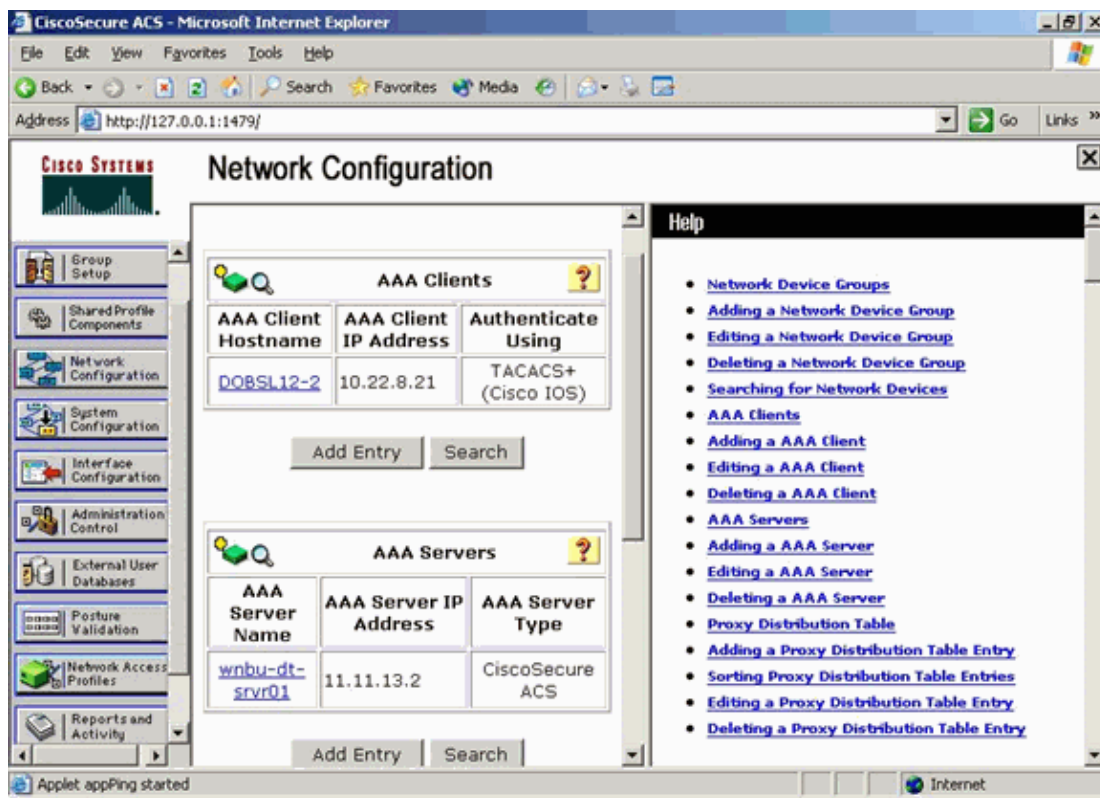 CiscoSecure ACS - Microsoft Internet Explorer
File Edit View Favorites Tools Help
Back Search Favorites Media
Address http://127.0.0.1:1479/ Go Links »
CISCO SYSTEMS
Network Configuration
Group
Setup
Shared Profile
Components
Network
Configuration
System
Configuration
Interface
Configuration
Administration
Control
External User
Databases
Posture
Validation
Network Access
Profiles
Reports and
Activity
AAA Clients
?
AAA Client
Hostname
AAA Client
IP Address
Authenticate
Using
DOBSL12-2
10.22.8.21
TACACS+
(Cisco IOS)
Add Entry Search
AAA Servers
?
AAA
Server
Name
AAA Server IP
Address
AAA Server
Type
wnbu-dt-
srvr01
11.11.13.2
CiscoSecure
ACS
Add Entry Search
Help
Network Device Groups
Adding a Network Device Group
Editing a Network Device Group
Deleting a Network Device Group
Searching for Network Devices
AAA Clients
Adding a AAA Client
Editing a AAA Client
Deleting a AAA Client
AAA Servers
Adding a AAA Server
Editing a AAA Server
Deleting a AAA Server
Proxy Distribution Table
Adding a Proxy Distribution Table Entry
Sorting Proxy Distribution Table Entries
Editing a Proxy Distribution Table Entry
Deleting a Proxy Distribution Table Entry
Applet appPing started
Internet